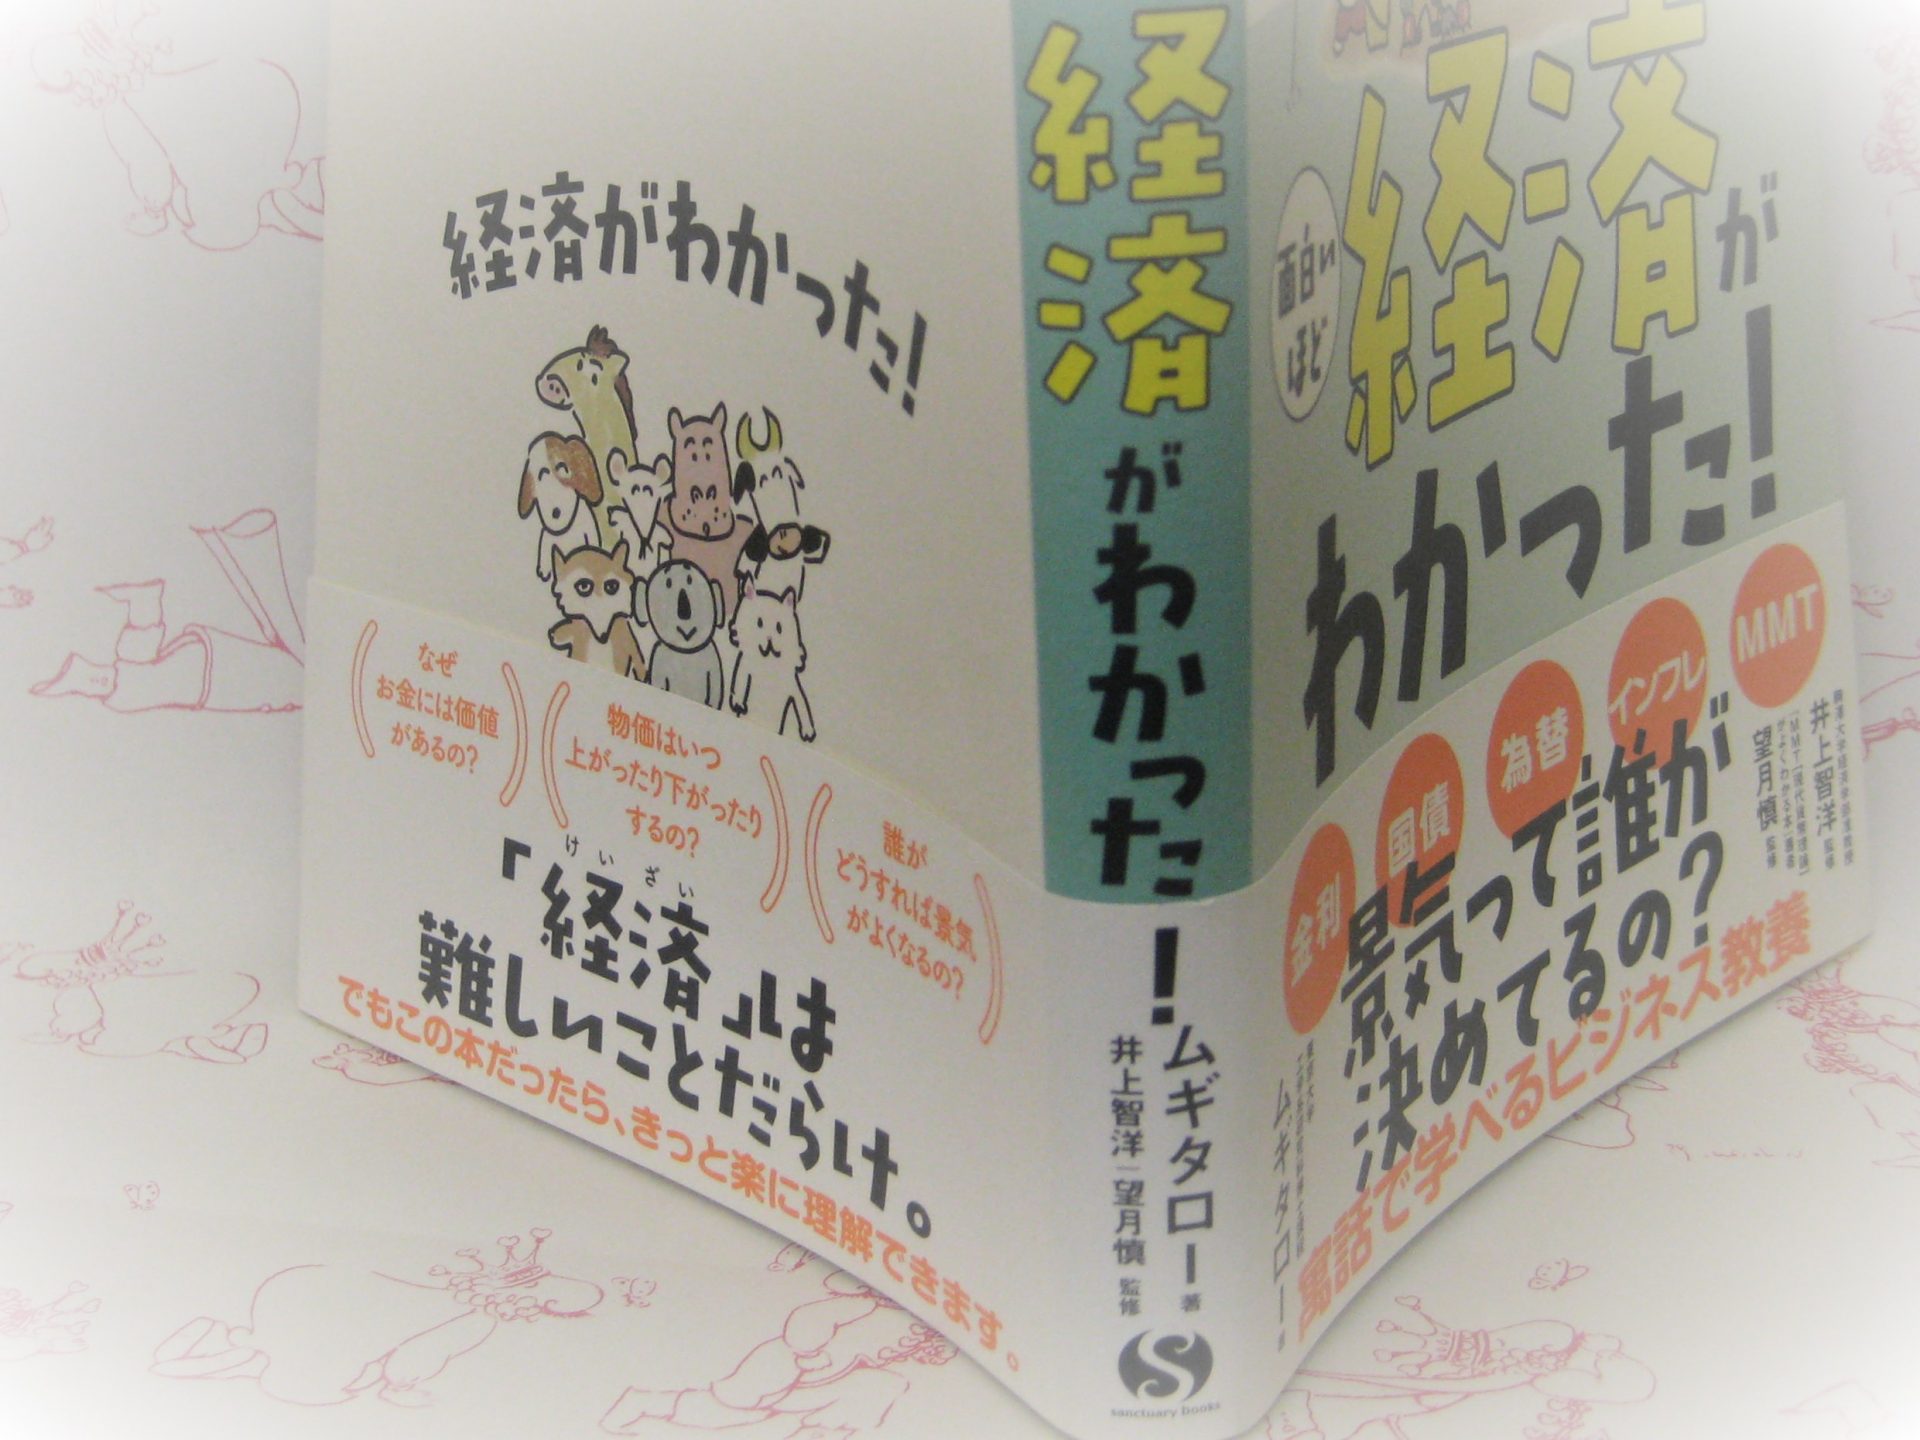 経済がわかった!
なぜ
お金には価値
があるの?
物価はいつ
上がったり下がったり
するの?
誰が
どうすれば景気
がよくなるの?
けいざい
「経済」は
難しいことだらけ。
でもこの本だったら、きっと楽に理解できます。
経済がわかった!
ムギタロー 著
井上智洋
望月慎 監修
sanctuary books
面白い
ほど
経済が
わかった!
金利
国債
為替
インフレ
MMT
景気って誰が
決めてるの?
寓話で学べるビジネス教養
井上智洋 監修
望月慎 監修
ムギタロー